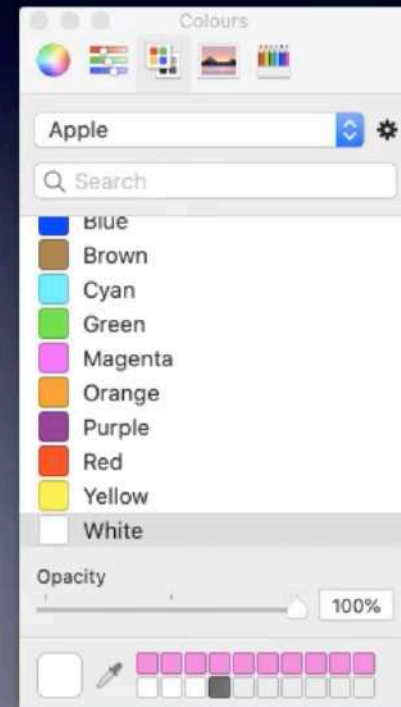 Colours
Apple
Search
Blue
Brown
Cyan
Green
Magenta
Orange
Purple
Red
Yellow
White
Opacity
100%